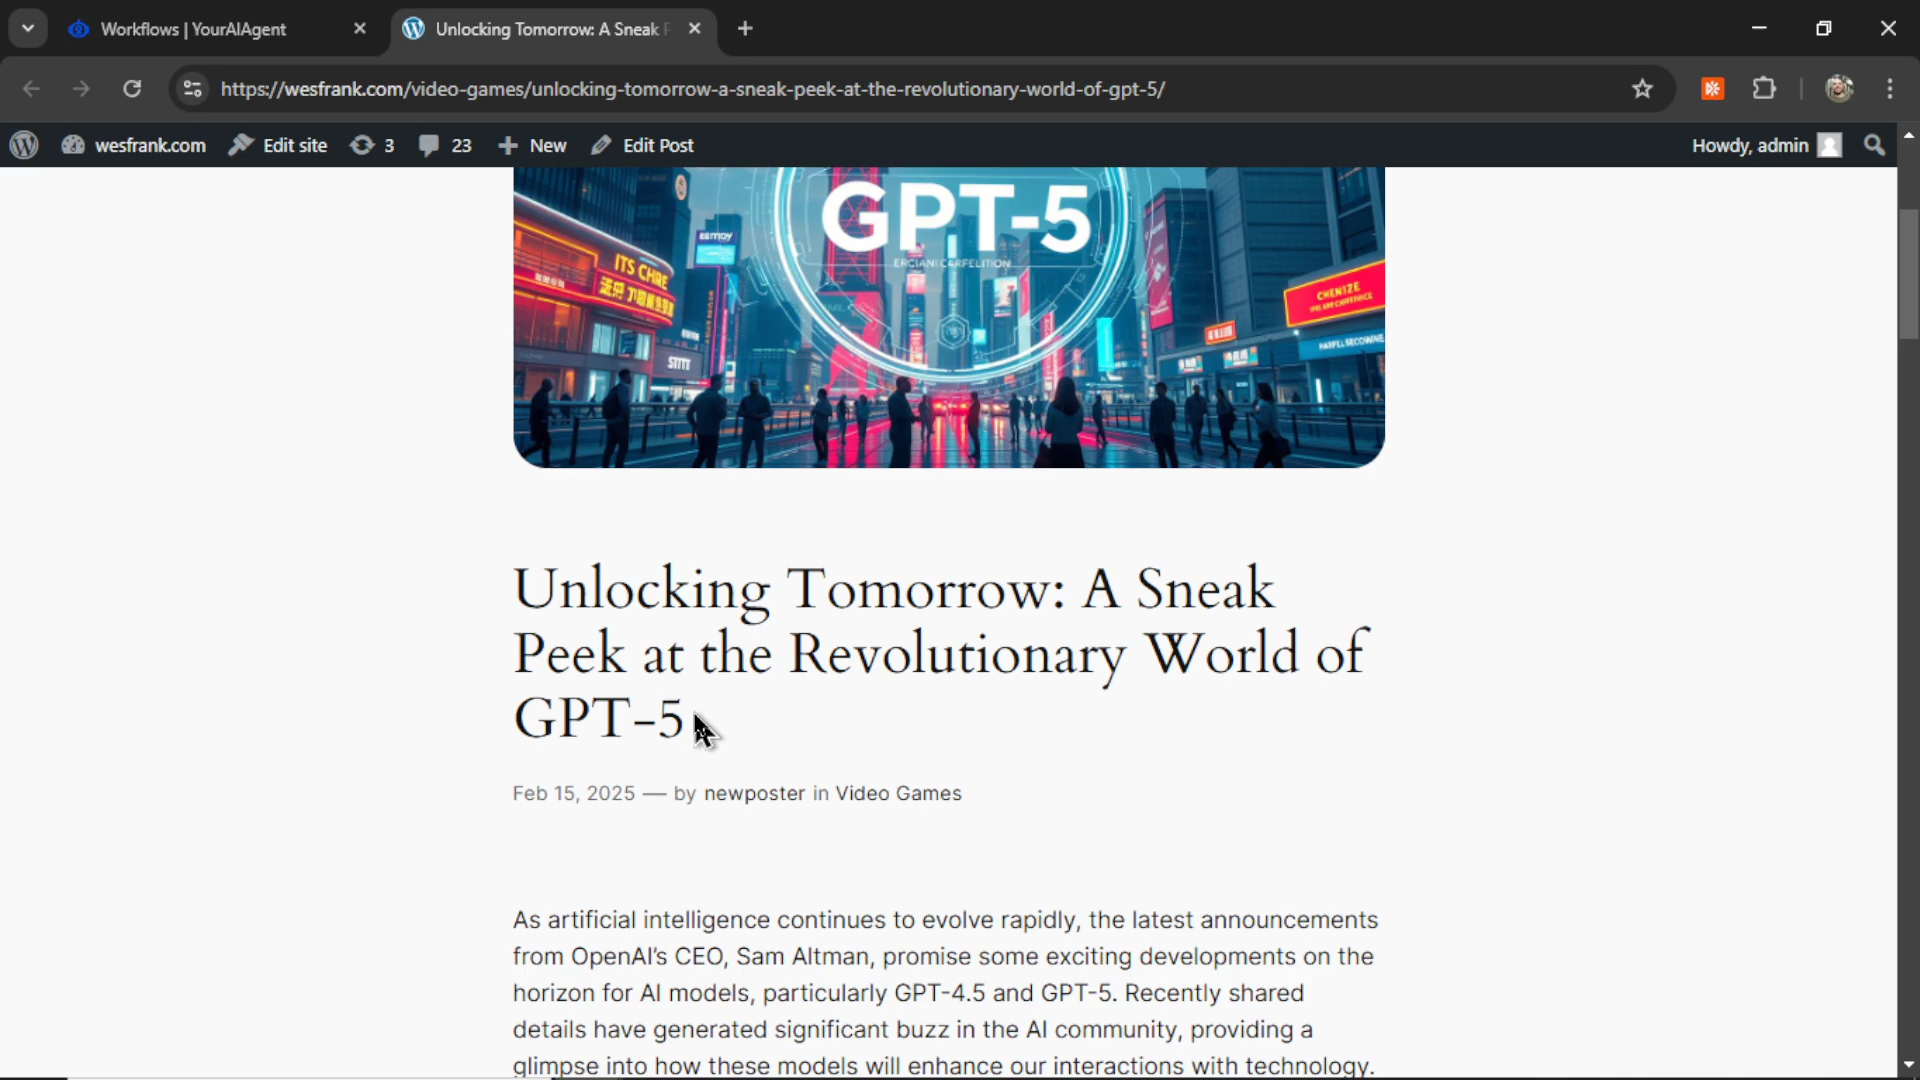 Workflows | YourAIAgent
Unlocking Tomorrow: A Sneak
https://wesfrank.com/video-games/unlocking-tomorrow-a-sneak-peek-at-the-revolutionary-world-of-gpt-5/
wesfrank.com Edit site 3 23 New Edit Post Howdy, admin
GPT-5
ITS CHRE
STITT
CHENIZE
Unlocking Tomorrow: A Sneak
Peek at the Revolutionary World of
GPT-5
Feb 15, 2025 — by newposter in Video Games
As artificial intelligence continues to evolve rapidly, the latest announcements
from OpenAI's CEO, Sam Altman, promise some exciting developments on the
horizon for AI models, particularly GPT-4.5 and GPT-5. Recently shared
details have generated significant buzz in the AI community, providing a
glimpse into how these models will enhance our interactions with technology.